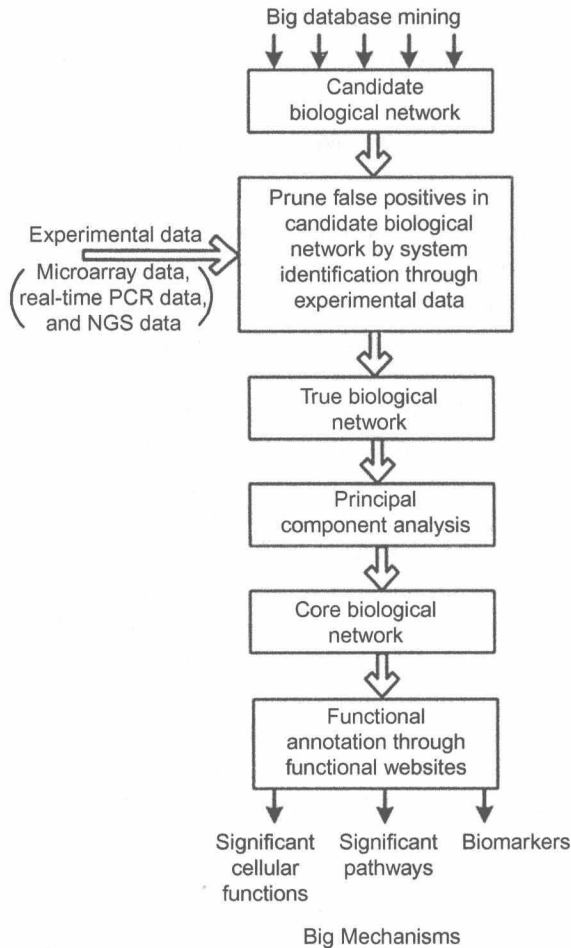 Big database mining
Candidate
biological network
Prune false positives in
candidate biological
network by system
identification through
experimental data
Experimental data
(Microarray data,
real-time PCR data,
and NGS data)
True biological
network
Principal
component analysis
Core biological
network
Functional
annotation through
functional websites
Significant
cellular
functions
Significant
pathways
Biomarkers
Big Mechanisms